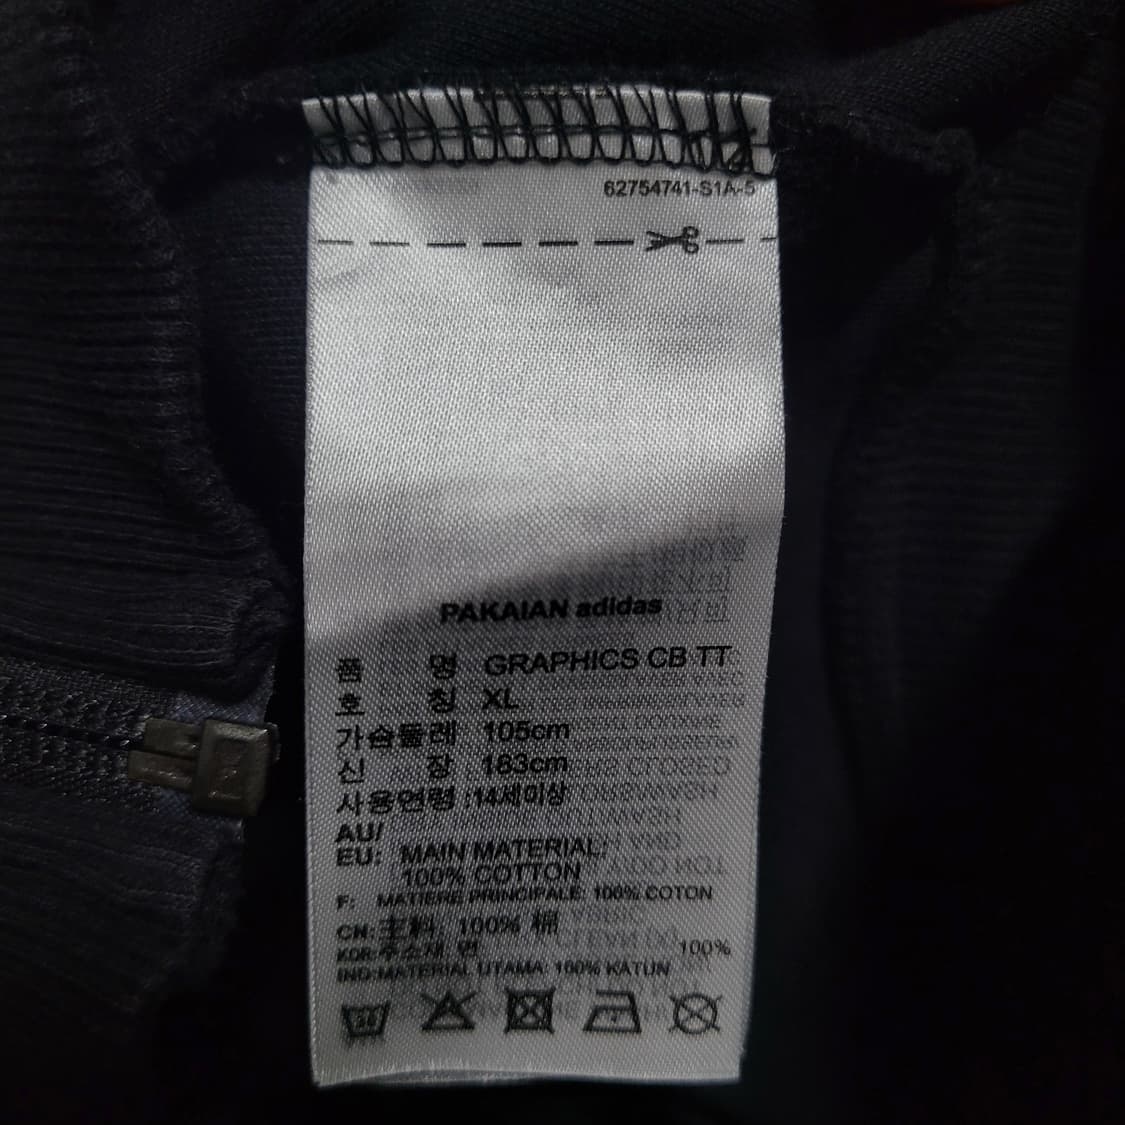 62754741-S1A-5
PAKAIAN adidas
품 명 GRAPHICS CB TT
호 칭 XL
가슴둘레 105cm
신 장 183cm
사용연령 :14세이상
AU/
EU: MAIN MATERIAL:
100% COTTON
F: MATIERE PRINCIPALE: 100% COTON
CN: 主料, 100% 棉
KOR:주소재 면 100%
IND:MATERIAL UTAMA: 100% KATUN